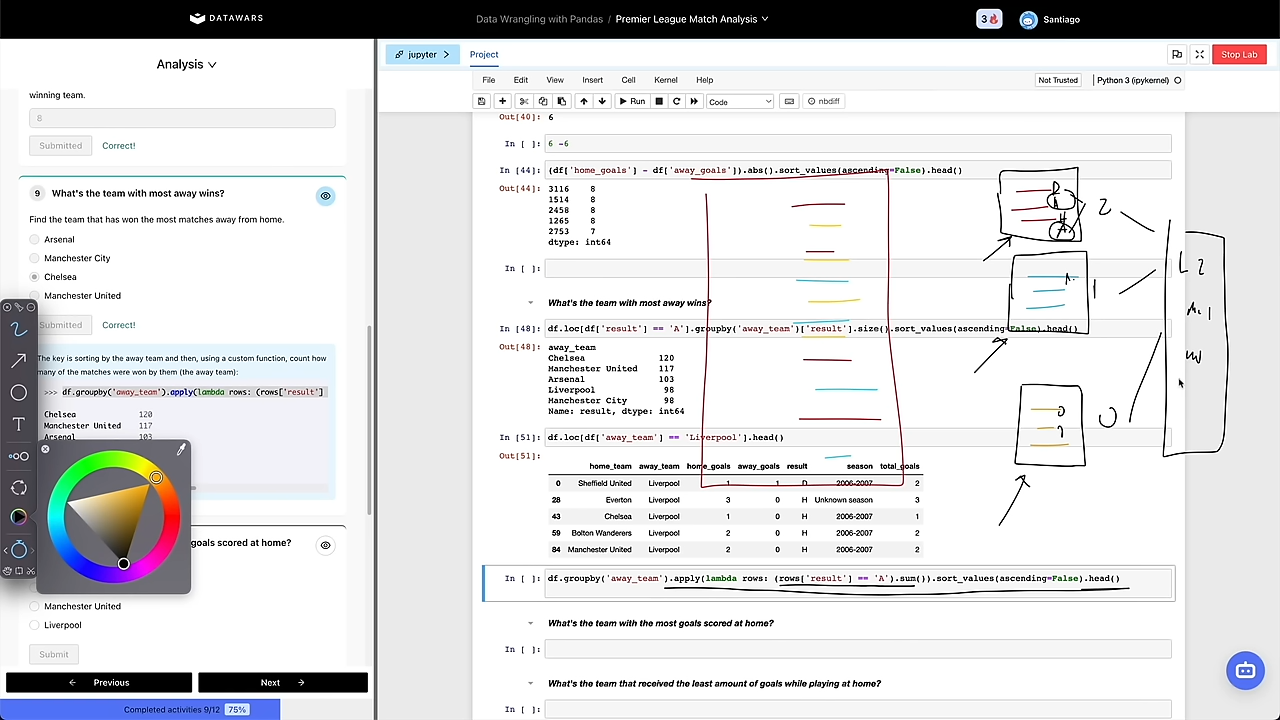 DATAWARS
Data Wrangling with Pandas / Premier League Match Analysis
3
Santiago
Analysis
jupyter
Project
Stop Lab
File Edit View Insert Cell Kernel Help
Not Trusted
Python 3 (ipykernel)
Run
Code
nbdiff
winning team.
8
Submitted
Correct!
9 What's the team with most away wins?
Find the team that has won the most matches away from home.
Arsenal
Manchester City
Chelsea
Manchester United
Submitted
Correct!
The key is sorting by the away team and then, using a custom function, count how
many of the matches were won by them (the away team):
>>> df.groupby('away_team').apply(lambda rows: (rows['result']
Chelsea 120
Manchester United 117
Arsenal 103
T
goals scored at home?
Manchester United
Liverpool
Submit
← Previous
Next →
Completed activities 9/12 75%
Out[40]: 6
In [ ]: 6 -6
In [44]: (df['home_goals'] - df['away_goals']).abs().sort_values(ascending=False).head()
Out[44]: 3116 8
1514 8
2458 8
1265 8
2753 7
dtype: int64
In [ ]:
What's the team with most away wins?
In [48]: df.loc[df['result'] == 'A'].groupby('away_team')['result'].size().sort_values(ascending=False).head()
Out[48]: away_team
Chelsea 120
Manchester United 117
Arsenal 103
Liverpool 98
Manchester City 98
Name: result, dtype: int64
In [51]: df.loc[df['away_team'] == 'Liverpool'].head()
Out[51]:
home_team away_team home_goals away_goals result season total_goals
0 Sheffield United Liverpool 1 1 D 2006-2007 2
28 Everton Liverpool 3 0 H Unknown season 3
43 Chelsea Liverpool 1 0 H 2006-2007 1
59 Bolton Wanderers Liverpool 2 0 H 2006-2007 2
84 Manchester United Liverpool 2 0 H 2006-2007 2
In [ ]: df.groupby('away_team').apply(lambda rows: (rows['result'] == 'A').sum()).sort_values(ascending=False).head()
What's the team with the most goals scored at home?
In [ ]:
What's the team that received the least amount of goals while playing at home?
In [ ]:
2
1
0
L 2